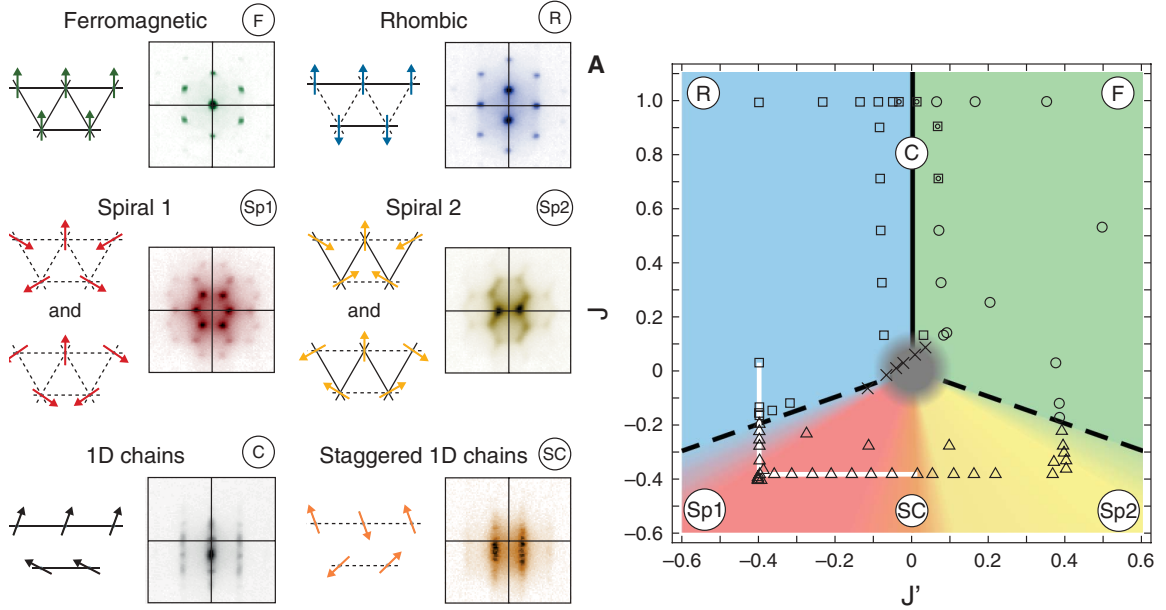 Ferromagnetic F
Rhombic R
Spiral 1 Sp1
and
Spiral 2 Sp2
and
1D chains C
Staggered 1D chains SC
A
R
F
C
Sp1
SC
Sp2
J
1.0
0.8
0.6
0.4
0.2
0
−0.2
−0.4
−0.6
−0.6 −0.4 −0.2 0 0.2 0.4 0.6
J'